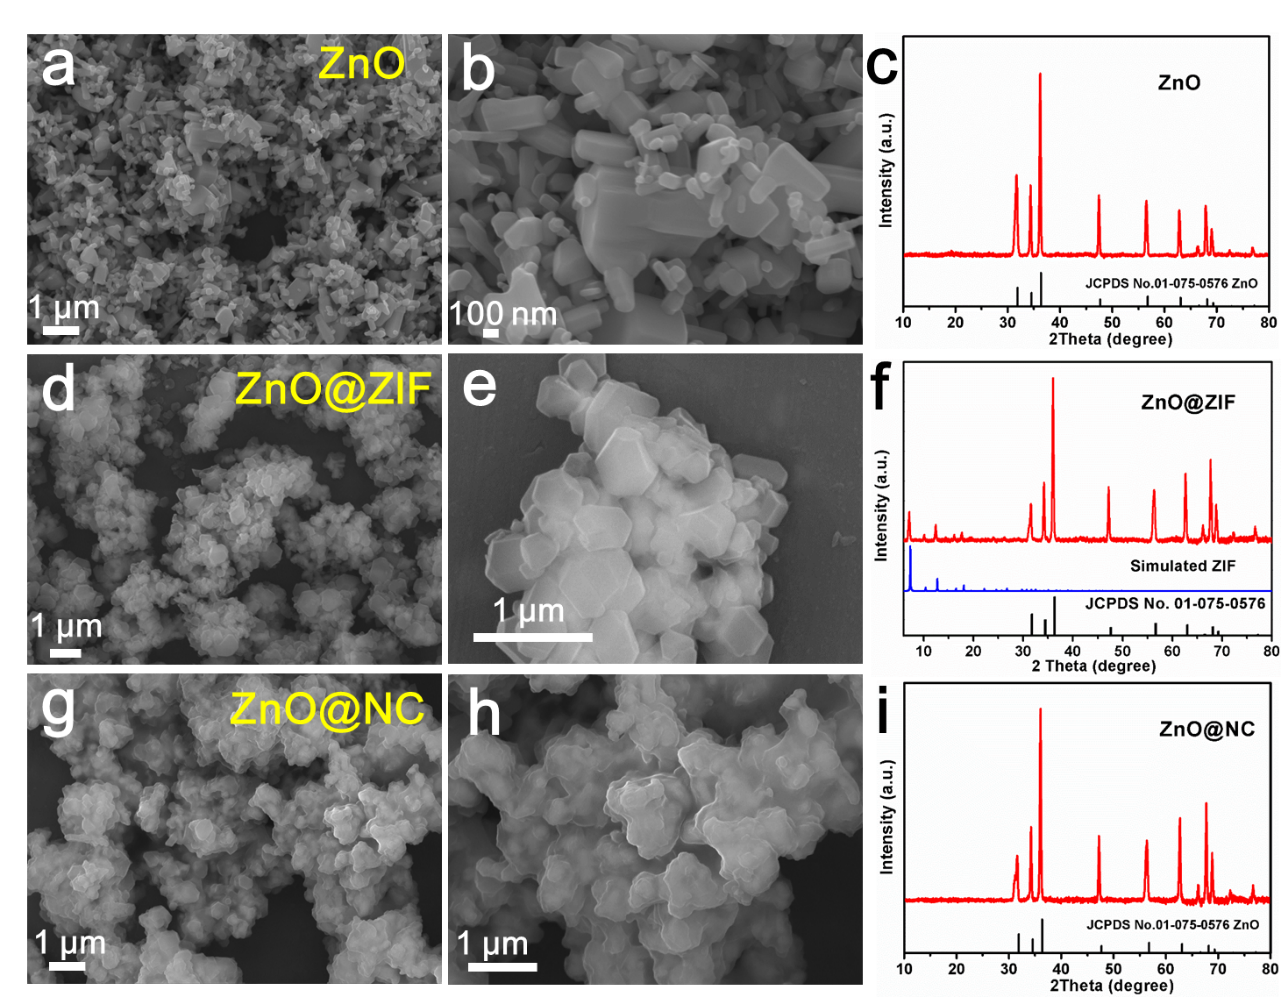 a
ZnO
1 μm
b
100 nm
c
ZnO
Intensity (a.u.)
JCPDS No.01-075-0576 ZnO
10 20 30 40 50 60 70 80
2Theta (degree)
d
ZnO@ZIF
1 μm
e
1 μm
f
ZnO@ZIF
Intensity (a.u.)
Simulated ZIF
JCPDS No. 01-075-0576
10 20 30 40 50 60 70 80
2 Theta (degree)
g
ZnO@NC
1 μm
h
1 μm
i
ZnO@NC
Intensity (a.u.)
JCPDS No.01-075-0576 ZnO
10 20 30 40 50 60 70 80
2Theta (degree)